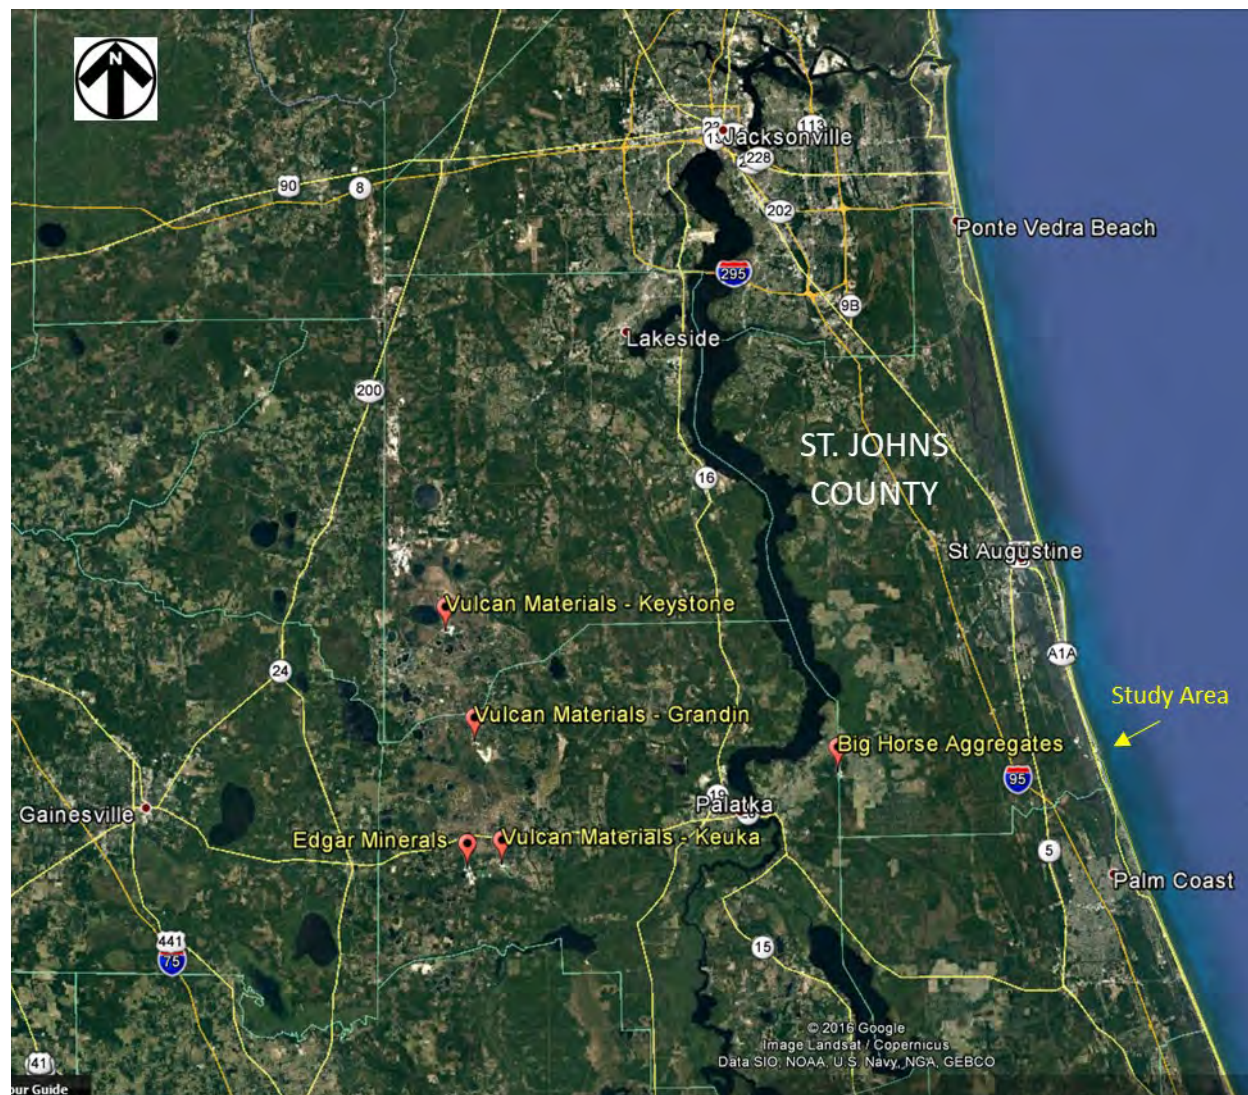 N
Jacksonville
113
228
90
8
202
Ponte Vedra Beach
295
9B
Lakeside
200
ST. JOHNS
COUNTY
16
St Augustine
Vulcan Materials - Keystone
A1A
24
Study Area
Vulcan Materials - Grandin
Big Horse Aggregates
95
19
Palatka
Gainesville
Edgar Minerals
Vulcan Materials - Keuka
5
Palm Coast
441
75
15
© 2016 Google
Image Landsat / Copernicus
Data SIO, NOAA, U.S. Navy, NGA, GEBCO
41
our Guide